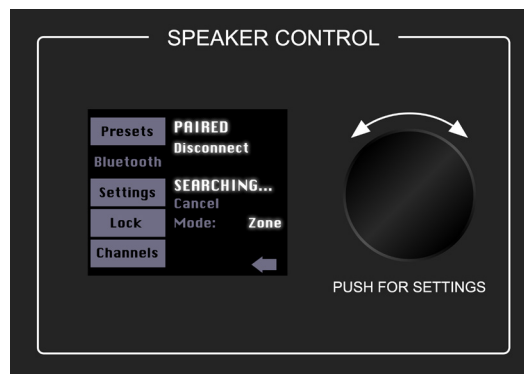 SPEAKER CONTROL
Presets
Bluetooth
Settings
Lock
Channels
PAIRED
Disconnect
SEARCHING...
Cancel
Mode: Zone
PUSH FOR SETTINGS